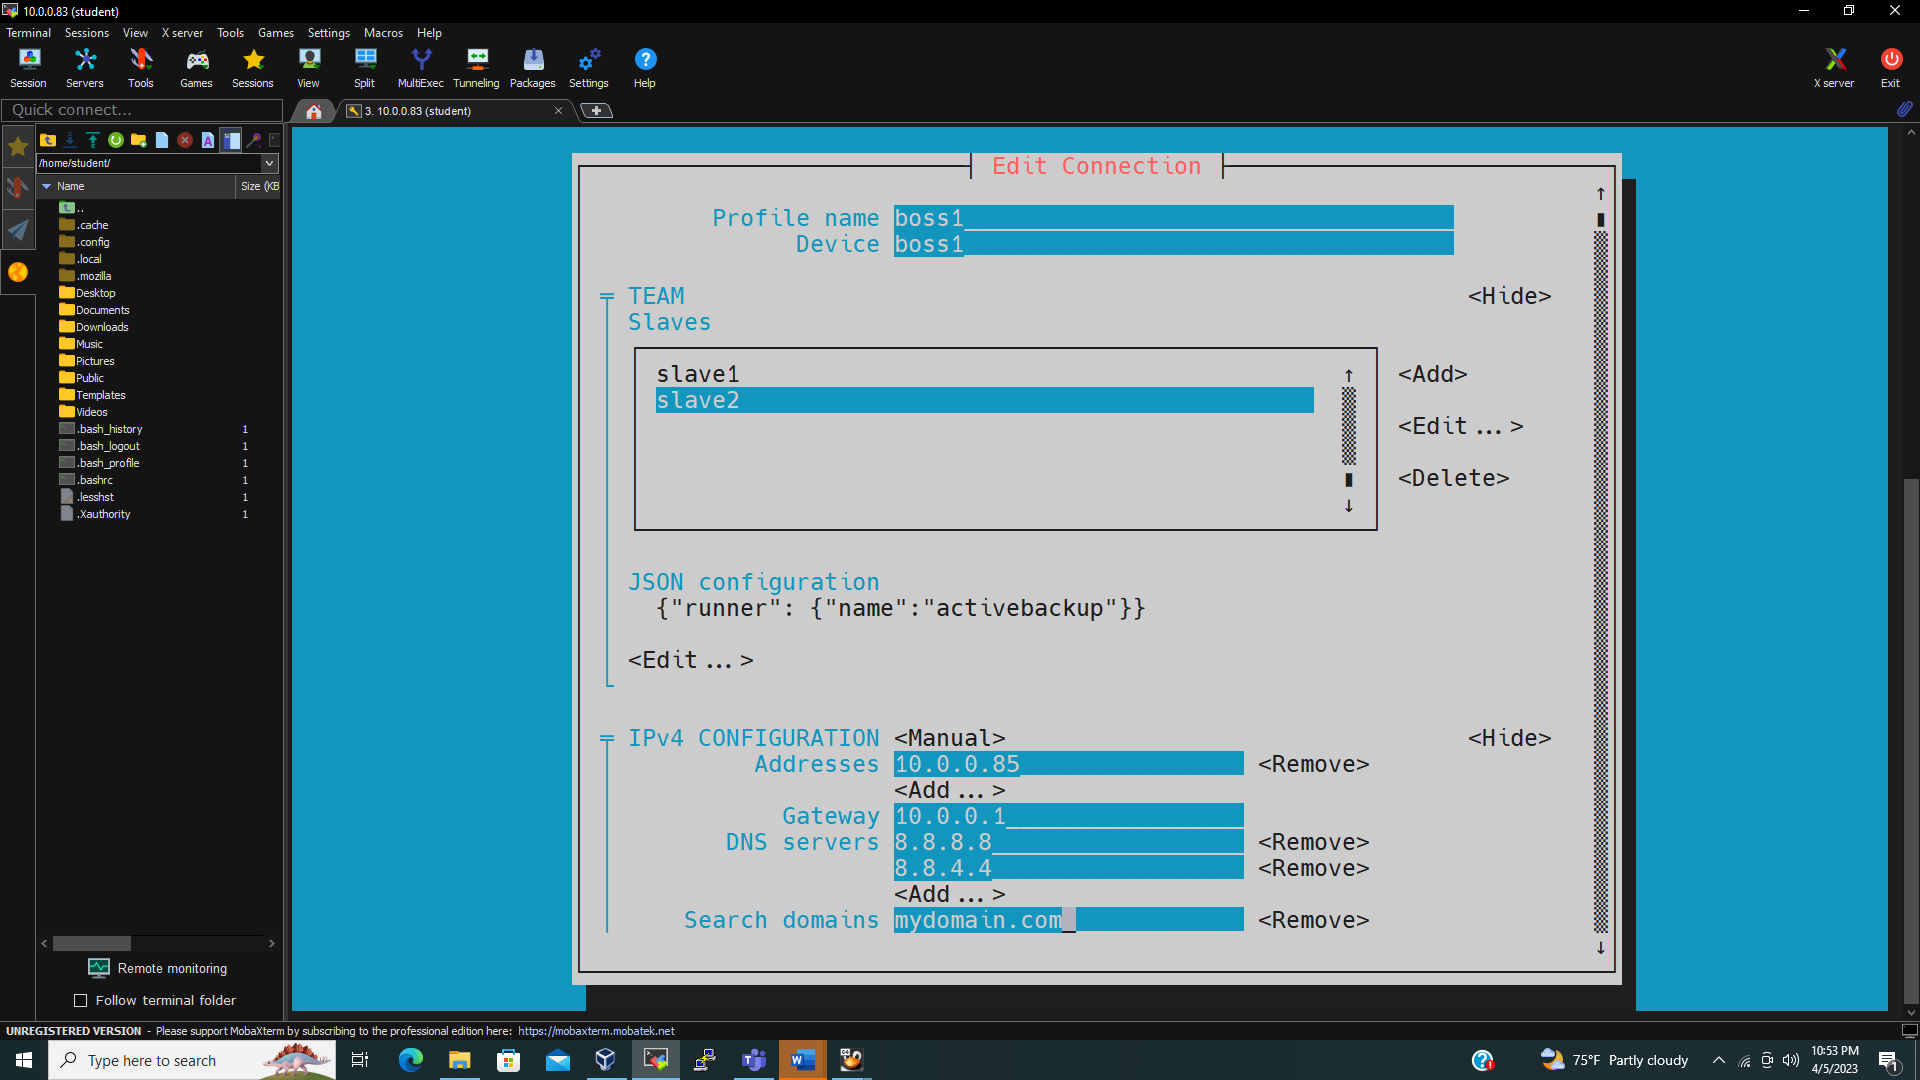 10.0.0.83 (student)
Terminal Sessions View X server Tools Games Settings Macros Help
Session Servers Tools Games Sessions View Split MultiExec Tunneling Packages Settings Help X server Exit
Quick connect...
3. 10.0.0.83 (student)
/home/student/
Name Size (KB
..
.cache
.config
.local
.mozilla
Desktop
Documents
Downloads
Music
Pictures
Public
Templates
Videos
.bash_history 1
.bash_logout 1
.bash_profile 1
.bashrc 1
.lesshst 1
.Xauthority 1
Remote monitoring
Follow terminal folder
Edit Connection
Profile name boss1
Device boss1
TEAM <Hide>
Slaves
slave1 <Add>
slave2
<Edit...>
<Delete>
JSON configuration
{"runner": {"name":"activebackup"}}
<Edit...>
IPv4 CONFIGURATION <Manual> <Hide>
Addresses 10.0.0.85 <Remove>
<Add...>
Gateway 10.0.0.1
DNS servers 8.8.8.8 <Remove>
8.8.4.4 <Remove>
<Add...>
Search domains mydomain.com <Remove>
UNREGISTERED VERSION - Please support MobaXterm by subscribing to the professional edition here: https://mobaxterm.mobatek.net
Type here to search
75°F Partly cloudy
10:53 PM
4/5/2023
1